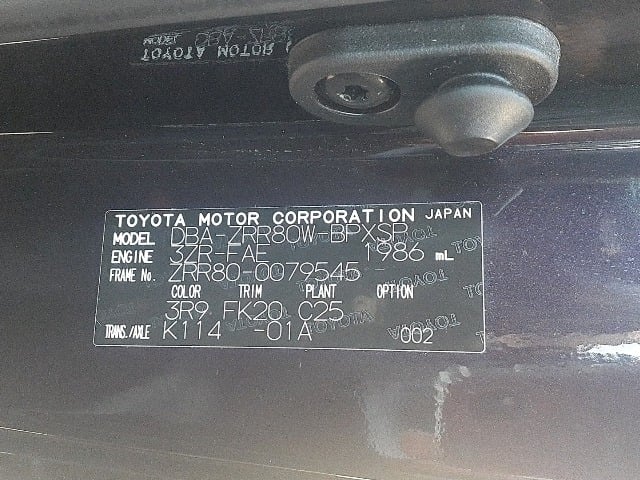 TOYOTA MOTOR CORPORATION JAPAN
MODEL DBA-ZRR80W-BPXSP
ENGINE 3ZR-FAE 1986 mL
FRAME No. ZRR80-0079545
COLOR TRIM PLANT OPTION
3R9 FK20 C25
TRANS./AXLE K114 -01A 002